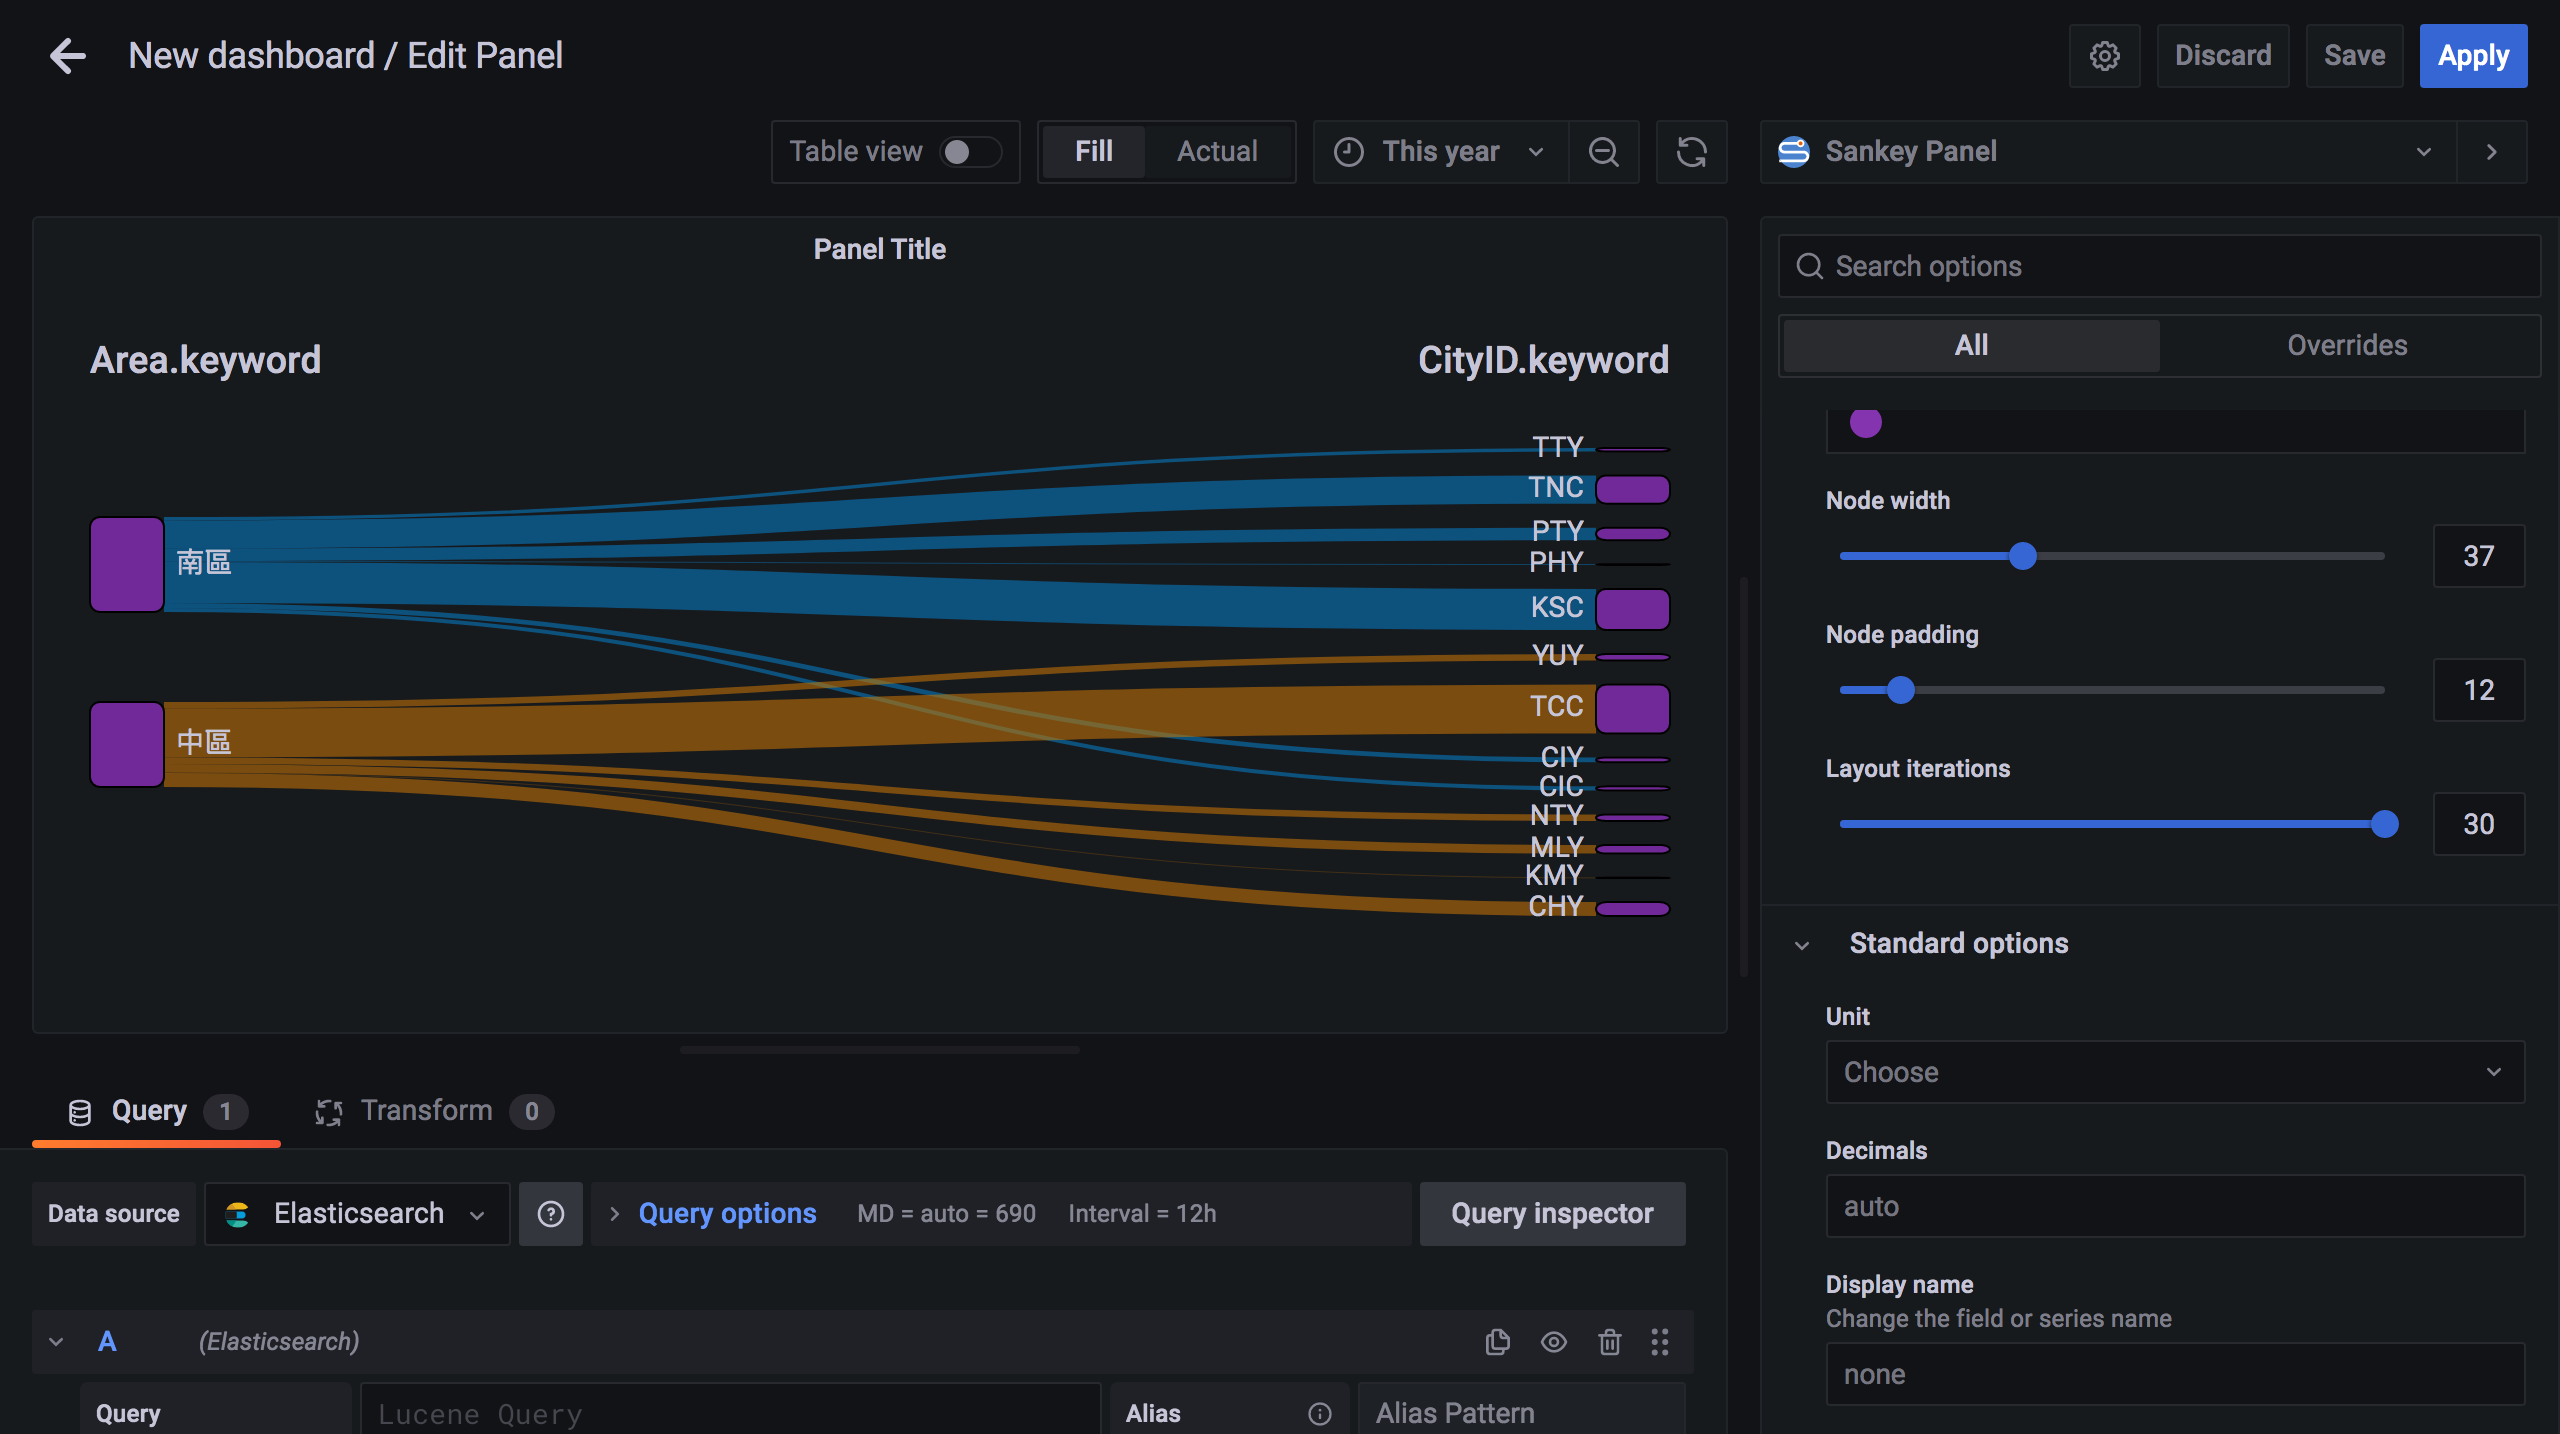 New dashboard / Edit Panel
Discard
Save
Apply
Table view
Fill
Actual
This year
Sankey Panel
Panel Title
Area.keyword
CityID.keyword
TTY
TNC
PTY
PHY
南區
KSC
YUY
TCC
中區
CIY
CIC
NTY
MLY
KMY
CHY
Query 1
Transform 0
Data source
Elasticsearch
Query options
MD = auto = 690
Interval = 12h
Query inspector
A
(Elasticsearch)
Query
Lucene Query
Alias
Alias Pattern
Search options
All
Overrides
Node width
37
Node padding
12
Layout iterations
30
Standard options
Unit
Choose
Decimals
auto
Display name
Change the field or series name
none